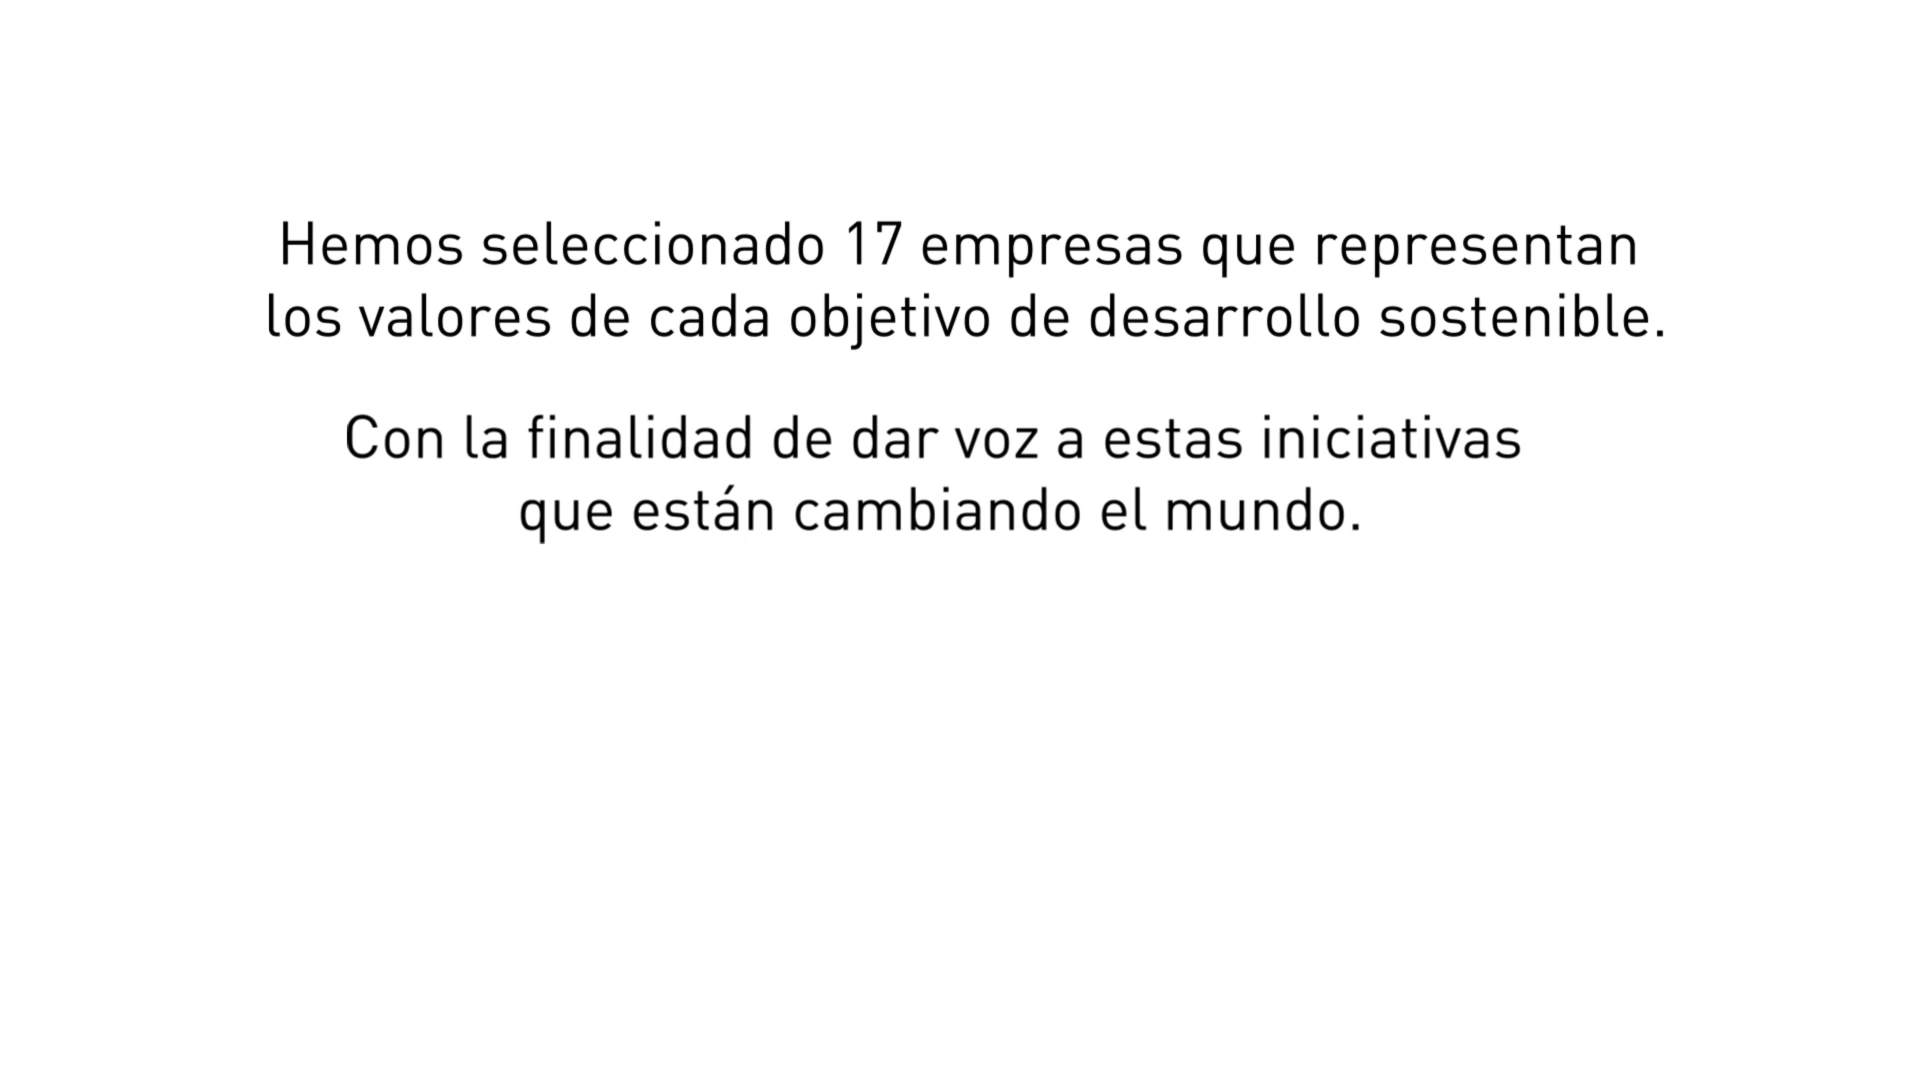 Hemos seleccionado 17 empresas que representan
los valores de cada objetivo de desarrollo sostenible.
Con la finalidad de dar voz a estas iniciativas
que están cambiando el mundo.